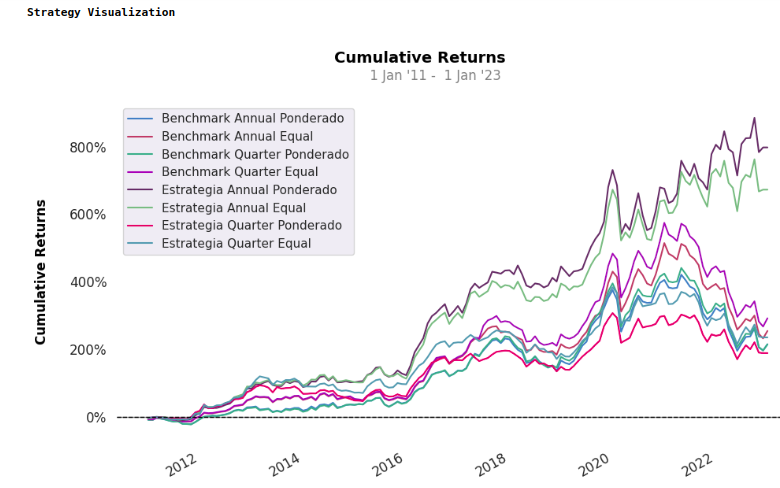 Strategy Visualization
Cumulative Returns
1 Jan '11 - 1 Jan '23
Benchmark Annual Ponderado
Benchmark Annual Equal
Benchmark Quarter Ponderado
Benchmark Quarter Equal
Estrategia Annual Ponderado
Estrategia Annual Equal
Estrategia Quarter Ponderado
Estrategia Quarter Equal
Cumulative Returns
800%
600%
400%
200%
0%
2012
2014
2016
2018
2020
2022